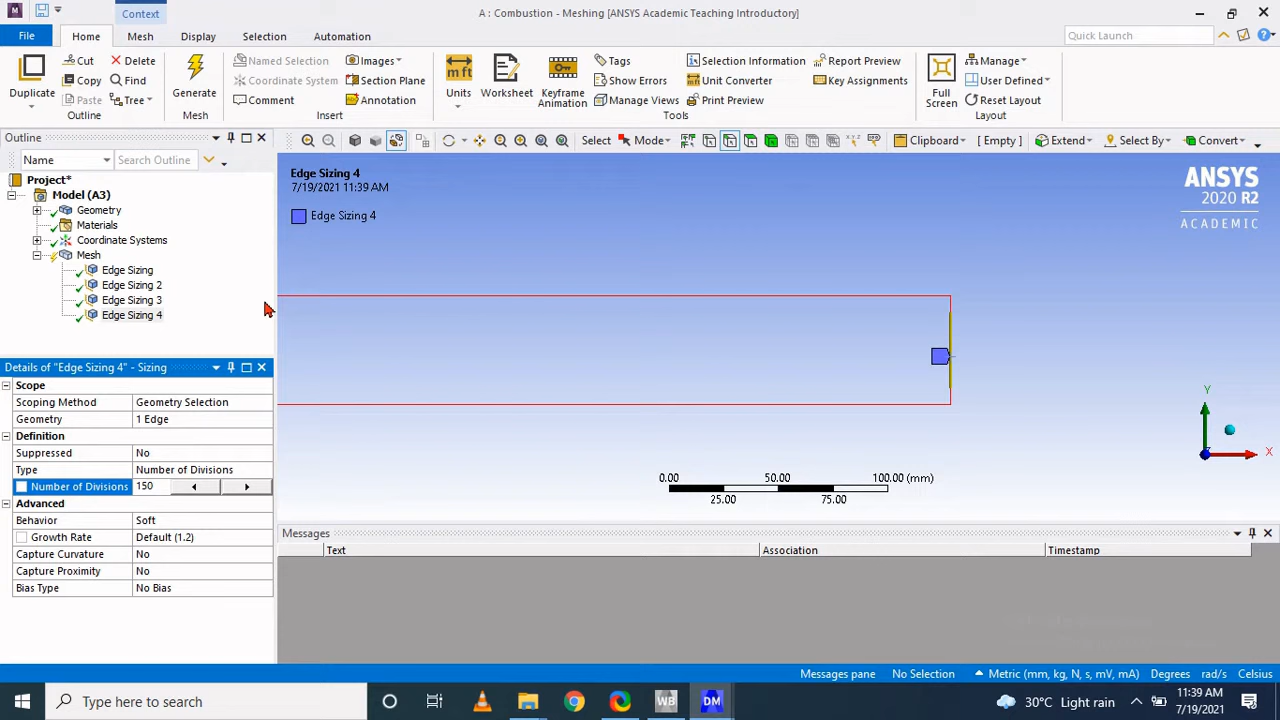 Context
A : Combustion - Meshing [ANSYS Academic Teaching Introductory]
File Home Mesh Display Selection Automation Quick Launch
Duplicate Cut Copy Paste Delete Find Tree Outline
Generate Mesh
Named Selection Coordinate System Comment Images Section Plane Annotation Insert
Units Worksheet Keyframe Animation Tags Show Errors Manage Views Selection Information Unit Converter Print Preview Report Preview Key Assignments Tools
Full Screen Manage User Defined Reset Layout Layout
Outline
Select Mode Clipboard [ Empty ] Extend Select By Convert
Name Search Outline
Project*
Model (A3)
Geometry
Materials
Coordinate Systems
Mesh
Edge Sizing
Edge Sizing 2
Edge Sizing 3
Edge Sizing 4
Edge Sizing 4
7/19/2021 11:39 AM
Edge Sizing 4
ANSYS
2020 R2
ACADEMIC
Y
X
0.00 50.00 100.00 (mm)
25.00 75.00
Details of "Edge Sizing 4" - Sizing
Scope
Scoping Method Geometry Selection
Geometry 1 Edge
Definition
Suppressed No
Type Number of Divisions
Number of Divisions 150
Advanced
Behavior Soft
Growth Rate Default (1.2)
Capture Curvature No
Capture Proximity No
Bias Type No Bias
Messages
Text Association Timestamp
Messages pane No Selection Metric (mm, kg, N, s, mV, mA) Degrees rad/s Celsius
Type here to search
WB
DM
30°C Light rain
11:39 AM
7/19/2021